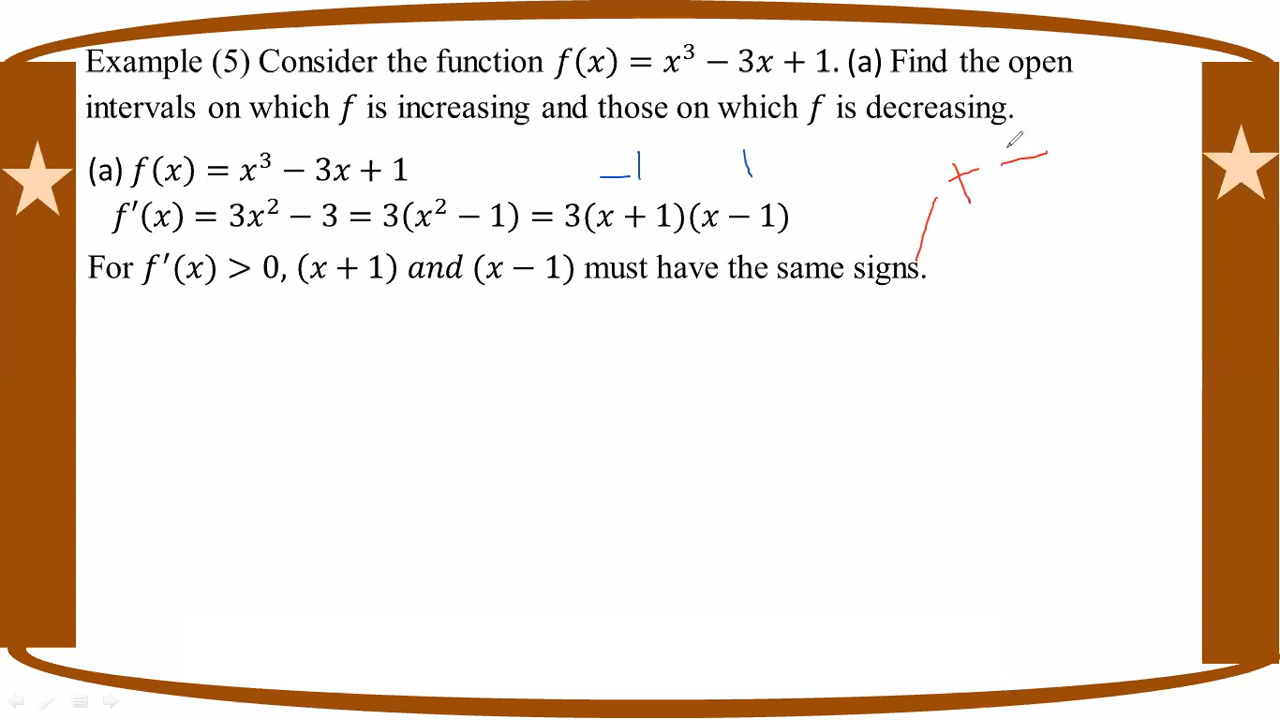 Example (5) Consider the function f(x) = x³ − 3x + 1. (a) Find the open
intervals on which f is increasing and those on which f is decreasing.
(a) f(x) = x³ − 3x + 1
−1 1
+ −
f′(x) = 3x² − 3 = 3(x² − 1) = 3(x + 1)(x − 1)
For f′(x) > 0, (x + 1) and (x − 1) must have the same signs.